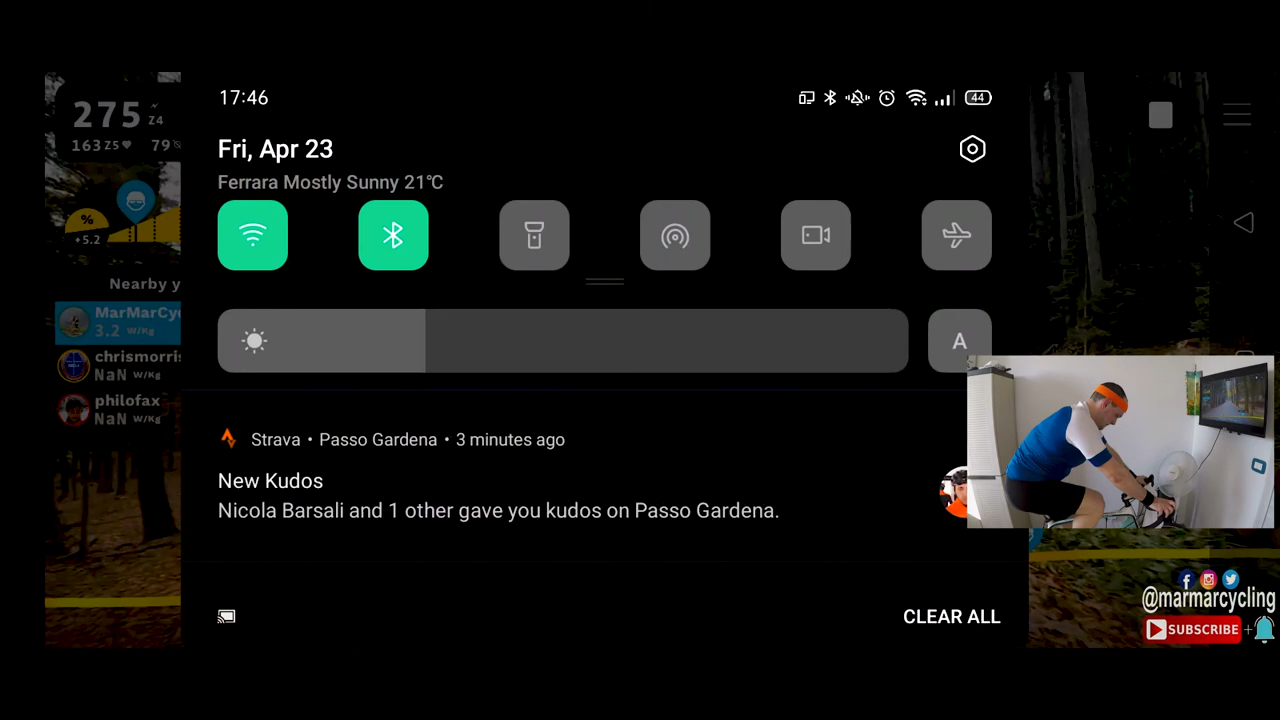 17:46
44
275 Z4
163 Z5 79
Fri, Apr 23
Ferrara Mostly Sunny 21℃
%
+5.2
Nearby y
MarMarCyc
3.2 W/Kg
A
chrismorris
NaN W/Kg
philofax
NaN W/Kg
Strava • Passo Gardena • 3 minutes ago
New Kudos
Nicola Barsali and 1 other gave you kudos on Passo Gardena.
CLEAR ALL
@marmarcycling
SUBSCRIBE +